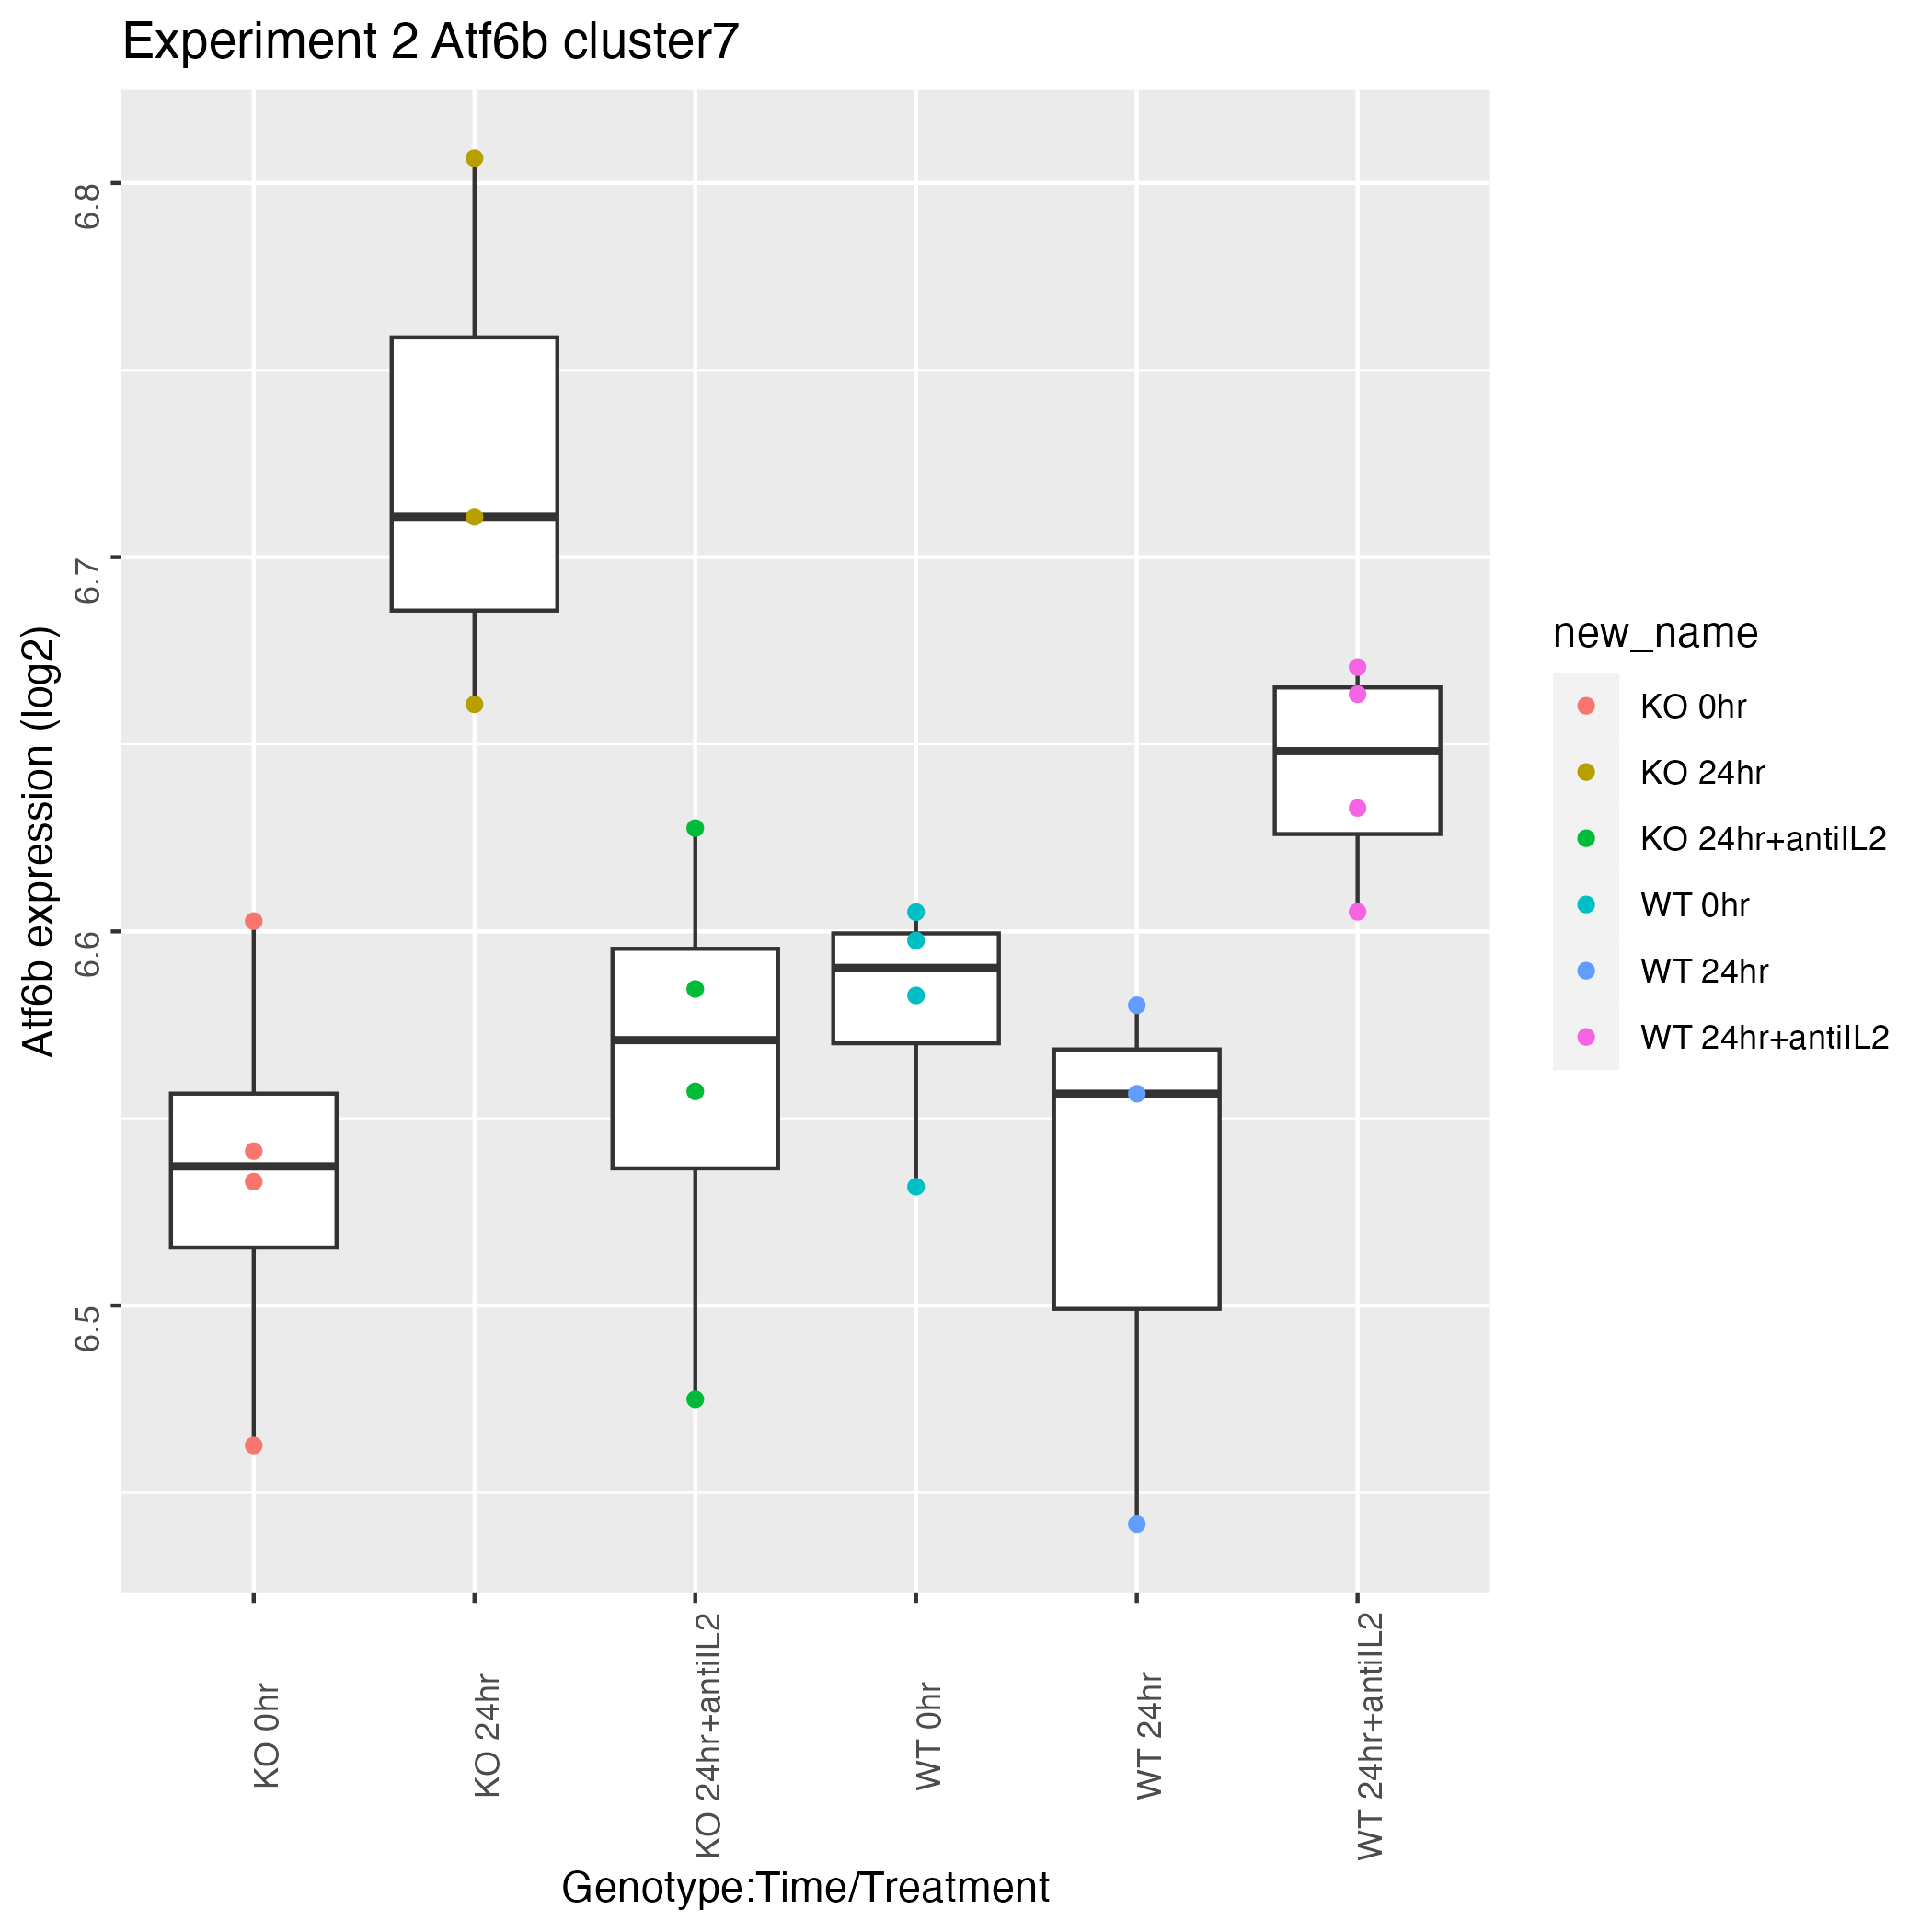 Experiment 2 Atf6b cluster7
Atf6b expression (log2)
6.8
6.7
6.6
6.5
KO 0hr
KO 24hr
KO 24hr+antiIL2
WT 0hr
WT 24hr
WT 24hr+antiIL2
Genotype:Time/Treatment
new_name
KO 0hr
KO 24hr
KO 24hr+antiIL2
WT 0hr
WT 24hr
WT 24hr+antiIL2